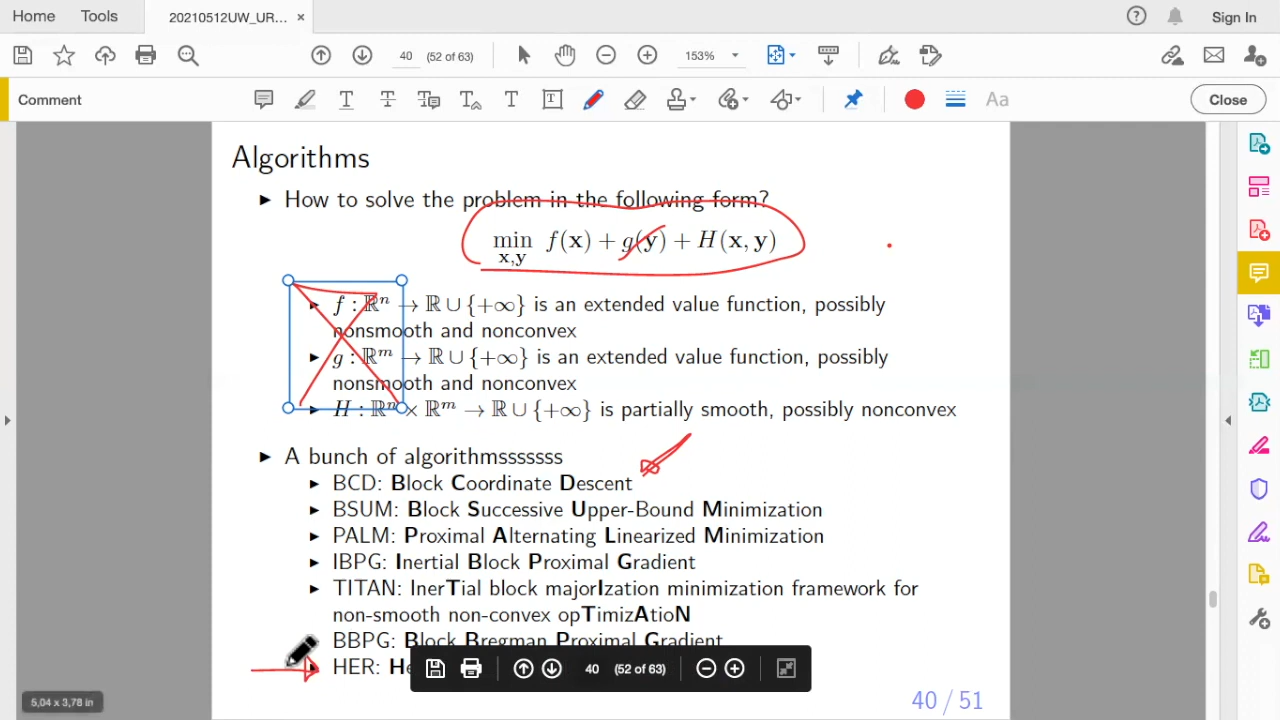 Home Tools 20210512UW_UR... × Sign In
40 (52 of 63) 153%
Comment Aa Close
Algorithms
► How to solve the problem in the following form?
min f(x) + g(y) + H(x, y)
x,y
► f : ℝⁿ → ℝ ∪ {+∞} is an extended value function, possibly
nonsmooth and nonconvex
► g : ℝᵐ → ℝ ∪ {+∞} is an extended value function, possibly
nonsmooth and nonconvex
► H : ℝⁿ × ℝᵐ → ℝ ∪ {+∞} is partially smooth, possibly nonconvex
► A bunch of algorithmsssssss
► BCD: Block Coordinate Descent
► BSUM: Block Successive Upper-Bound Minimization
► PALM: Proximal Alternating Linearized Minimization
► IBPG: Inertial Block Proximal Gradient
► TITAN: InerTial block majorIzation minimization framework for
non-smooth non-convex opTimizAtioN
► BBPG: Block Bregman Proximal Gradient
HER:
40 (52 of 63)
5,04 x 3,78 in
40 / 51